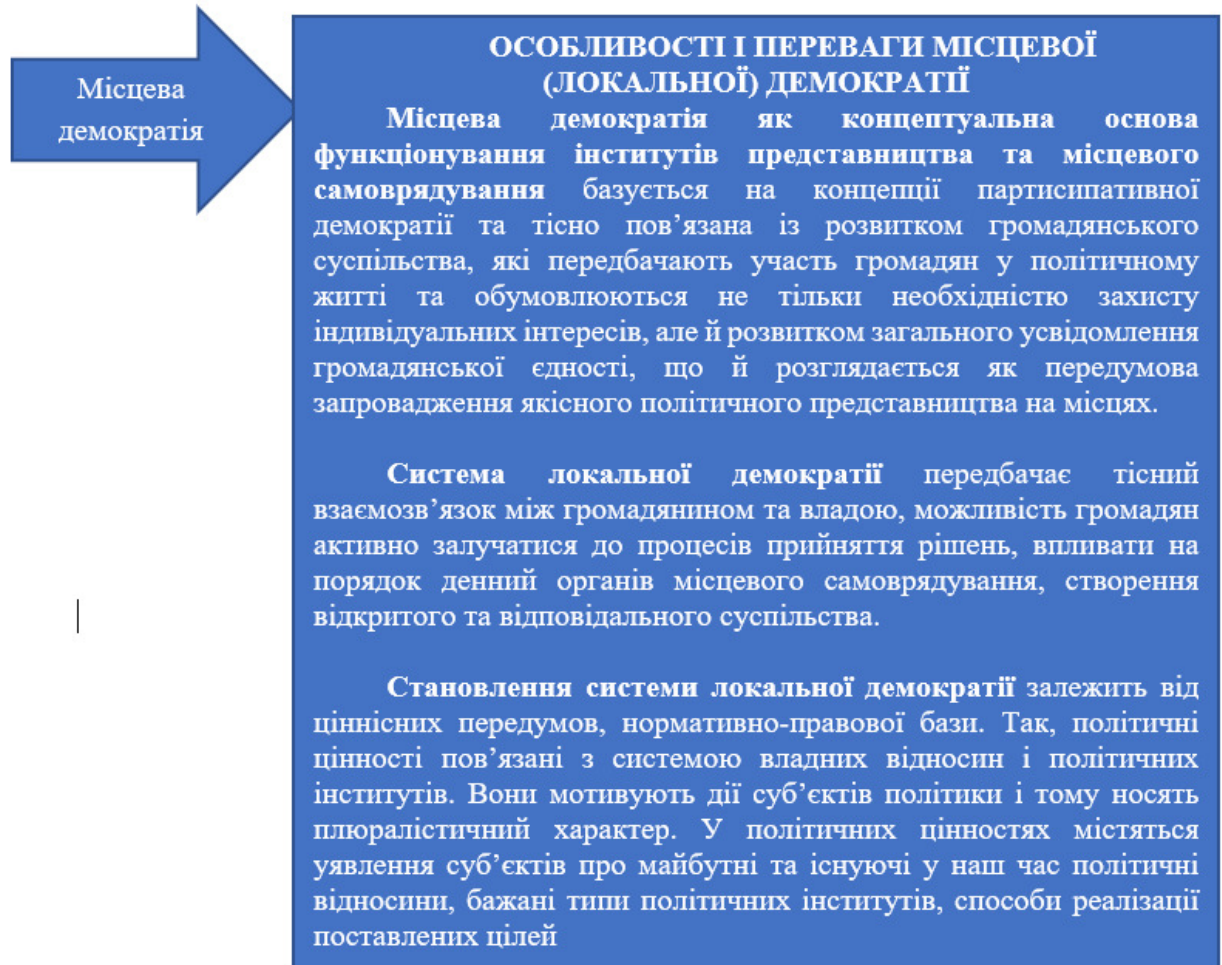 Місцева
демократія
ОСОБЛИВОСТІ І ПЕРЕВАГИ МІСЦЕВОЇ
(ЛОКАЛЬНОЇ) ДЕМОКРАТІЇ
Місцева демократія як концептуальна основа
функціонування інститутів представництва та місцевого
самоврядування базується на концепції партисипативної
демократії та тісно пов’язана із розвитком громадянського
суспільства, які передбачають участь громадян у політичному
житті та обумовлюються не тільки необхідністю захисту
індивідуальних інтересів, але й розвитком загального усвідомлення
громадянської єдності, що й розглядається як передумова
запровадження якісного політичного представництва на місцях.
Система локальної демократії передбачає тісний
взаємозв’язок між громадянином та владою, можливість громадян
активно залучатися до процесів прийняття рішень, впливати на
порядок денний органів місцевого самоврядування, створення
відкритого та відповідального суспільства.
Становлення системи локальної демократії залежить від
ціннісних передумов, нормативно-правової бази. Так, політичні
цінності пов’язані з системою владних відносин і політичних
інститутів. Вони мотивують дії суб’єктів політики і тому носять
плюралістичний характер. У політичних цінностях містяться
уявлення суб’єктів про майбутні та існуючі у наш час політичні
відносини, бажані типи політичних інститутів, способи реалізації
поставлених цілей